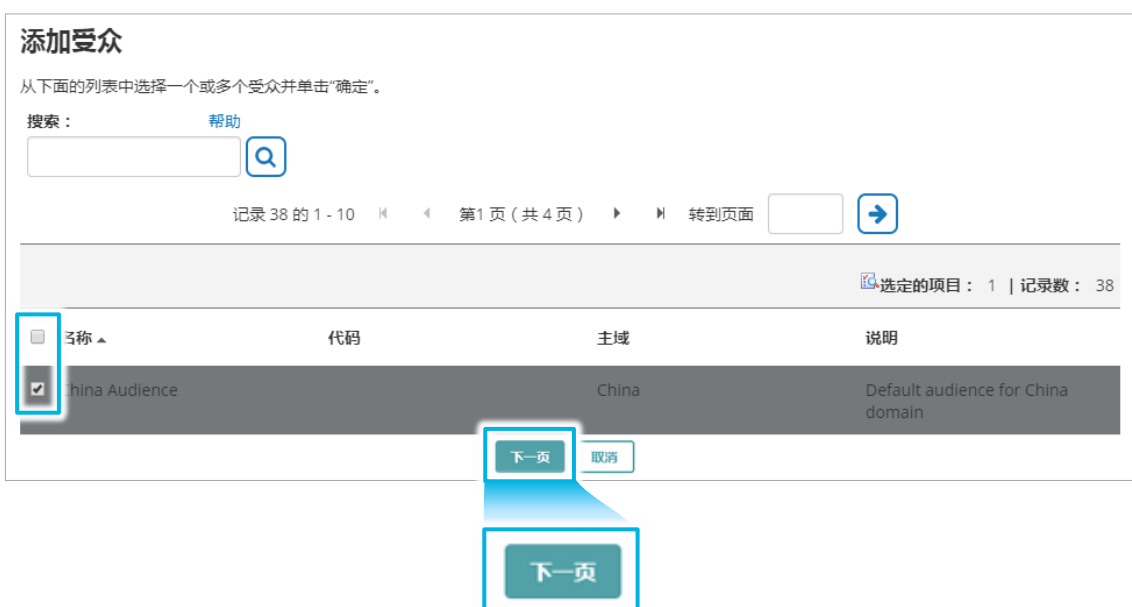 添加受众
从下面的列表中选择一个或多个受众并单击“确定”。
搜索： 帮助
记录 38 的 1 - 10 第1 页 ( 共 4 页 ) 转到页面
选定的项目： 1 | 记录数： 38
名称 代码 主域 说明
China Audience China Default audience for China
domain
下一页 取消
下一页